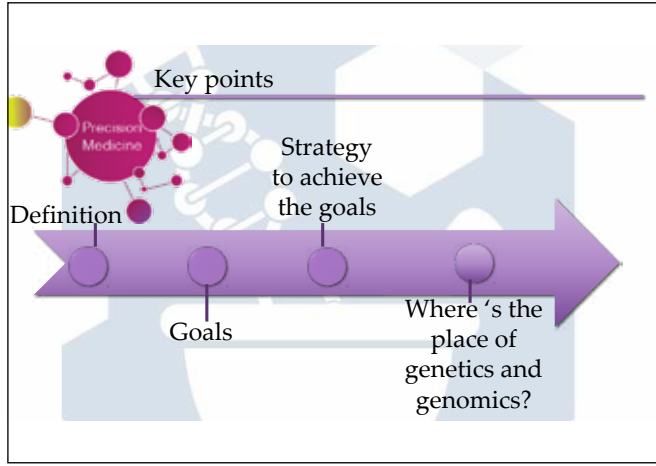 Key points
Precision
Medicine
Strategy
to achieve
the goals
Definition
Goals
Where ‘s the
place of
genetics and
genomics?